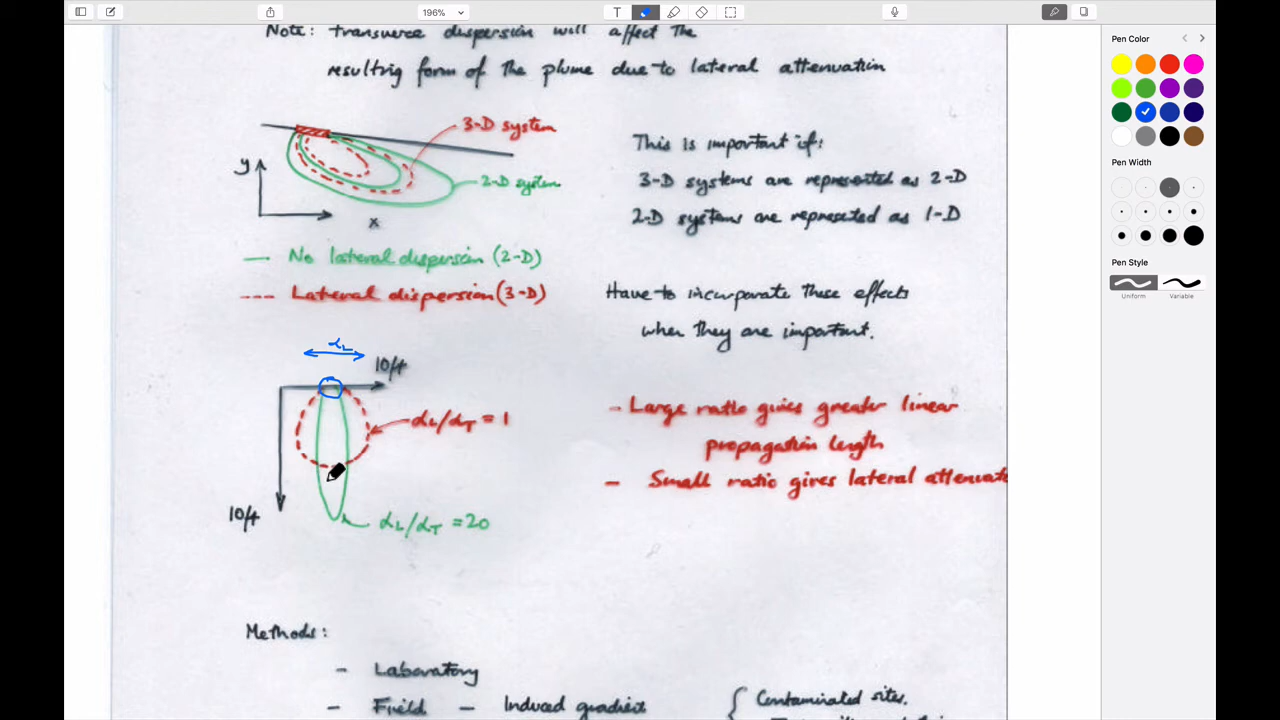 196%
T
Pen Color
Pen Width
Pen Style
Uniform
Variable
Note: Transverse dispersion will affect the
resulting form of the plume due to lateral attenuation
3-D system
2-D system
y
x
No lateral dispersion (2-D)
Lateral dispersion (3-D)
This is important if:
3-D systems are represented as 2-D
2-D systems are represented as 1-D
Have to incorporate these effects
when they are important.
αL
10ft
αL/αT = 1
10ft
αL/αT = 20
- Large ratio gives greater linear
propagation length
- Small ratio gives lateral
Methods:
- Laboratory
- Field - Induced gradient
Contaminated sites.